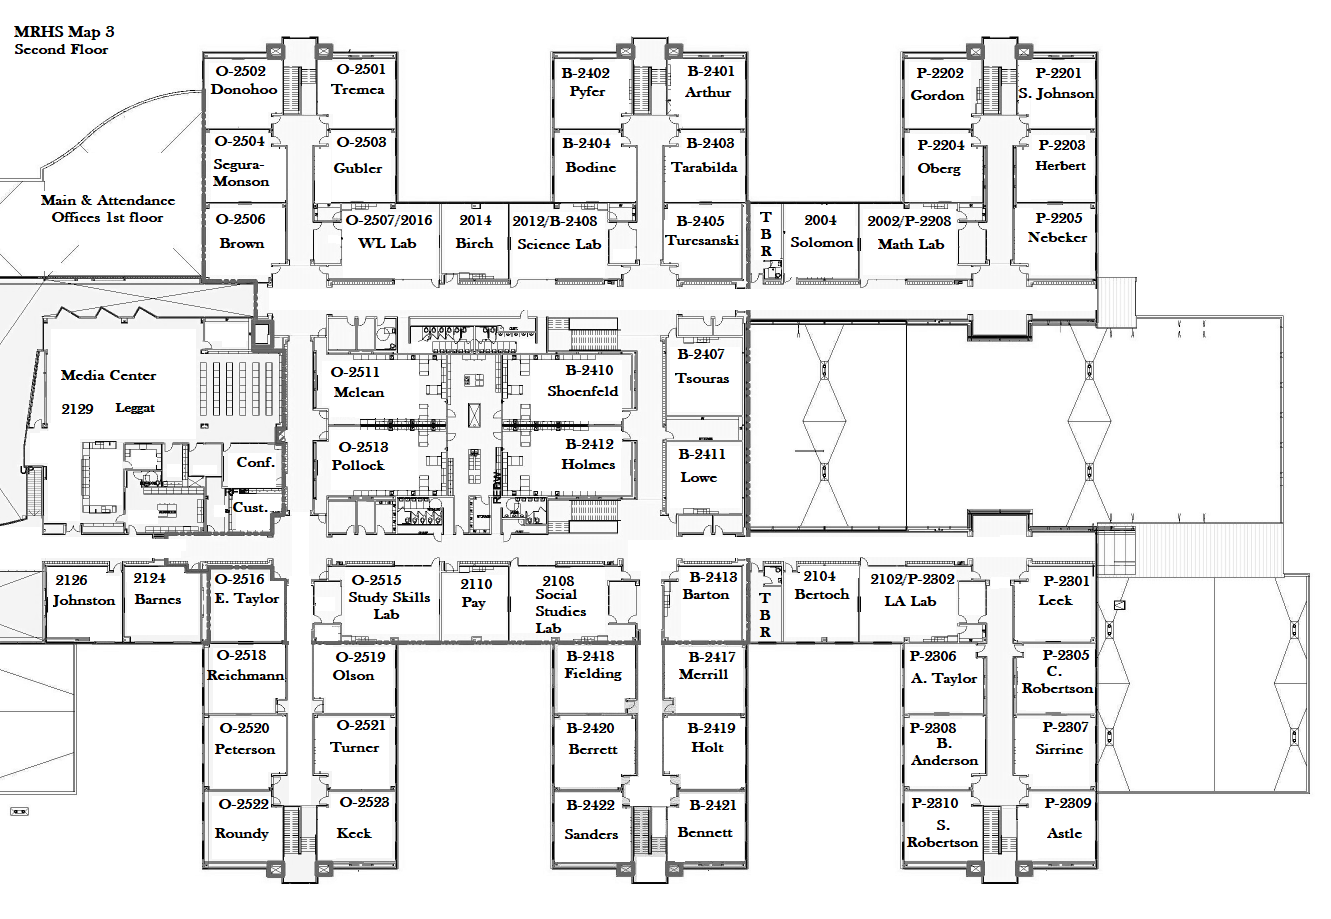 MRHS Map 3
Second Floor
O-2502
Donohoo
O-2501
Tremea
B-2402
Pyfer
B-2401
Arthur
P-2202
Gordon
P-2201
S. Johnson
O-2504
Segura-
Monson
O-2503
Gubler
B-2404
Bodine
B-2403
Tarabilda
P-2204
Oberg
P-2203
Herbert
Main & Attendance
Offices 1st floor
O-2506
Brown
O-2507/2016
WL Lab
2014
Birch
2012/B-2408
Science Lab
B-2405
Turcsanski
T
B
R
2004
Solomon
2002/P-2208
Math Lab
P-2205
Nebeker
Media Center
2129 Leggat
O-2511
Mclean
B-2410
Shoenfeld
B-2407
Tsouras
O-2513
Pollock
B-2412
Holmes
B-2411
Lowe
Conf.
Cust.
2126
Johnston
2124
Barnes
O-2516
E. Taylor
O-2515
Study Skills
Lab
2110
Pay
2108
Social
Studies
Lab
B-2413
Barton
T
B
R
2104
Bertoch
2102/P-2302
LA Lab
P-2301
Leek
O-2518
Reichmann
O-2519
Olson
B-2418
Fielding
B-2417
Merrill
P-2306
A. Taylor
P-2305
C.
Robertson
O-2520
Peterson
O-2521
Turner
B-2420
Berrett
B-2419
Holt
P-2308
B.
Anderson
P-2307
Sirrine
O-2522
Roundy
O-2523
Keck
B-2422
Sanders
B-2421
Bennett
P-2310
S.
Robertson
P-2309
Astle